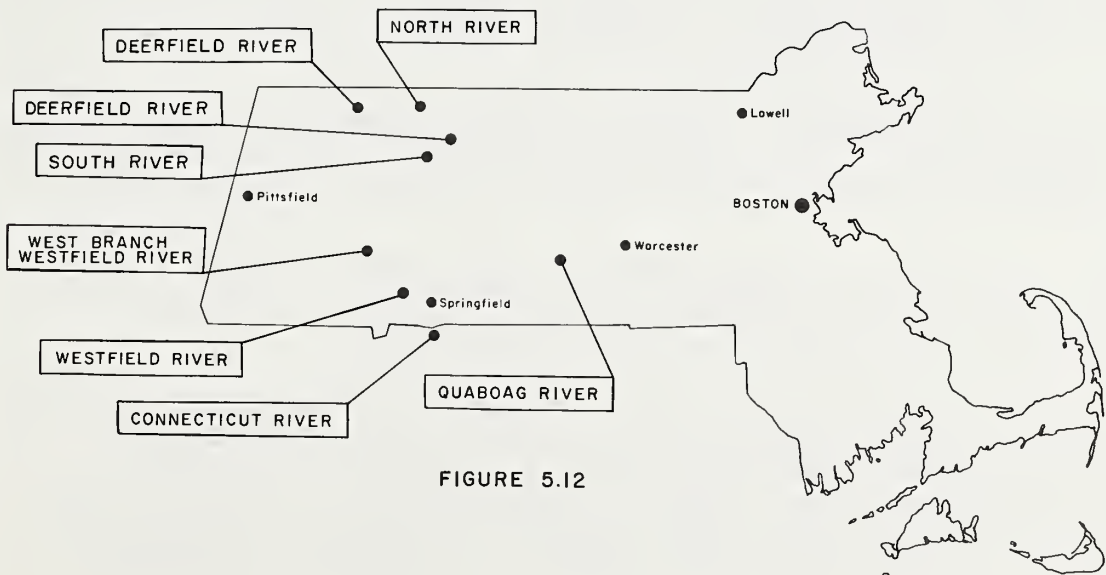 NORTH RIVER
DEERFIELD RIVER
DEERFIELD RIVER
Lowell
SOUTH RIVER
Pittsfield
BOSTON
WEST BRANCH
WESTFIELD RIVER
Worcester
Springfield
WESTFIELD RIVER
QUABOAG RIVER
CONNECTICUT RIVER
FIGURE 5.12